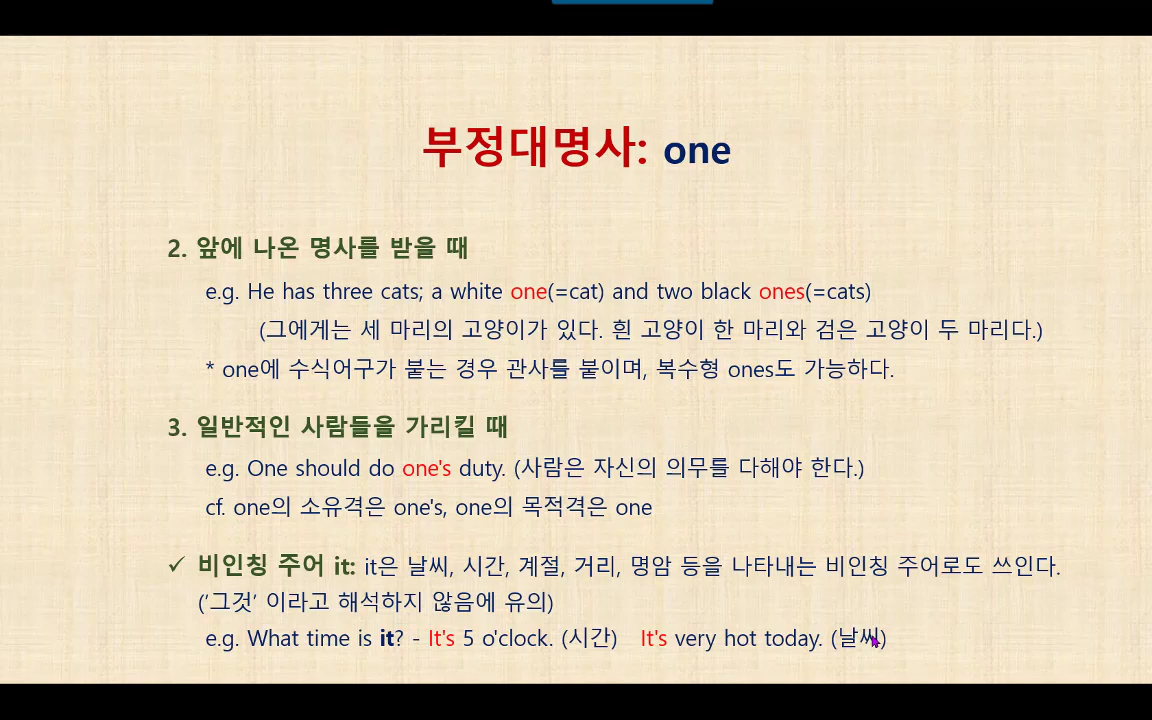 부정대명사: one
2. 앞에 나온 명사를 받을 때
e.g. He has three cats; a white one(=cat) and two black ones(=cats)
(그에게는 세 마리의 고양이가 있다. 흰 고양이 한 마리와 검은 고양이 두 마리다.)
* one에 수식어구가 붙는 경우 관사를 붙이며, 복수형 ones도 가능하다.
3. 일반적인 사람들을 가리킬 때
e.g. One should do one's duty. (사람은 자신의 의무를 다해야 한다.)
cf. one의 소유격은 one's, one의 목적격은 one
✓ 비인칭 주어 it: it은 날씨, 시간, 계절, 거리, 명암 등을 나타내는 비인칭 주어로도 쓰인다.
('그것' 이라고 해석하지 않음에 유의)
e.g. What time is it? - It's 5 o'clock. (시간) It's very hot today. (날씨)